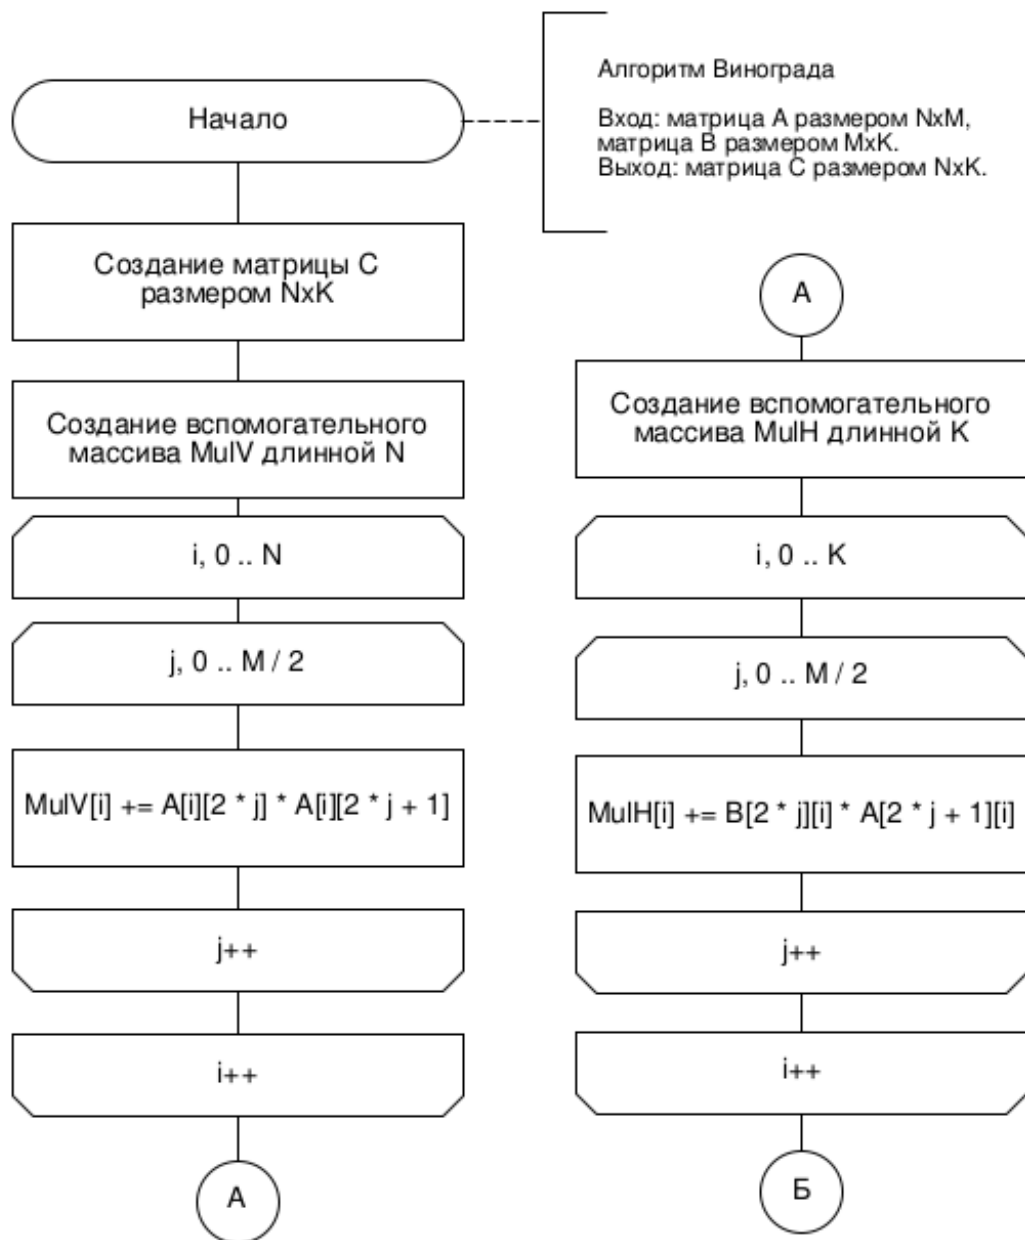 Начало
Алгоритм Винограда
Вход: матрица А размером NxM,
матрица В размером MxK.
Выход: матрица С размером NxK.
Создание матрицы С
размером NxK
Создание вспомогательного
массива MulV длинной N
i, 0 .. N
j, 0 .. M / 2
MulV[i] += A[i][2 * j] * A[i][2 * j + 1]
j++
i++
А
А
Создание вспомогательного
массива MulH длинной K
i, 0 .. K
j, 0 .. M / 2
MulH[i] += B[2 * j][i] * A[2 * j + 1][i]
j++
i++
Б